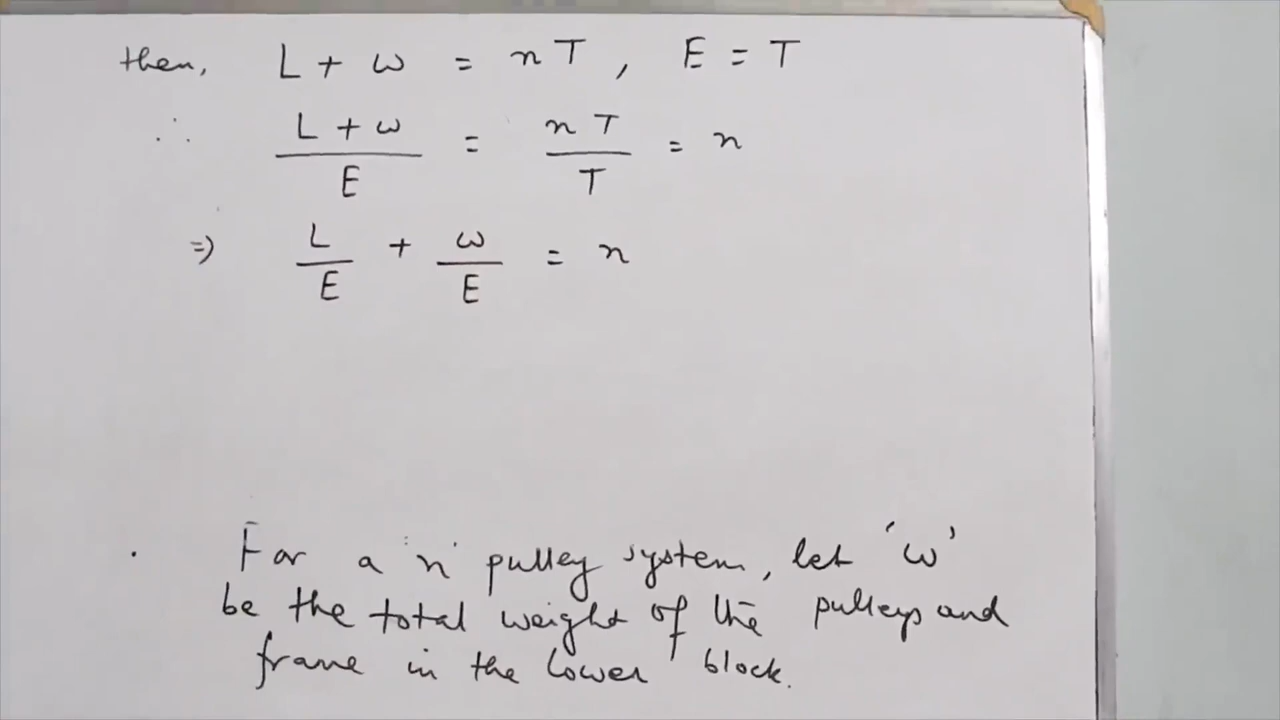 then, L + w = nT, E = T
∴ (L + w)/E = nT/T = n
⇒ L/E + w/E = n
. For a 'n' pulley system, let 'w'
be the total weight of the pulleys and
frame in the lower block.